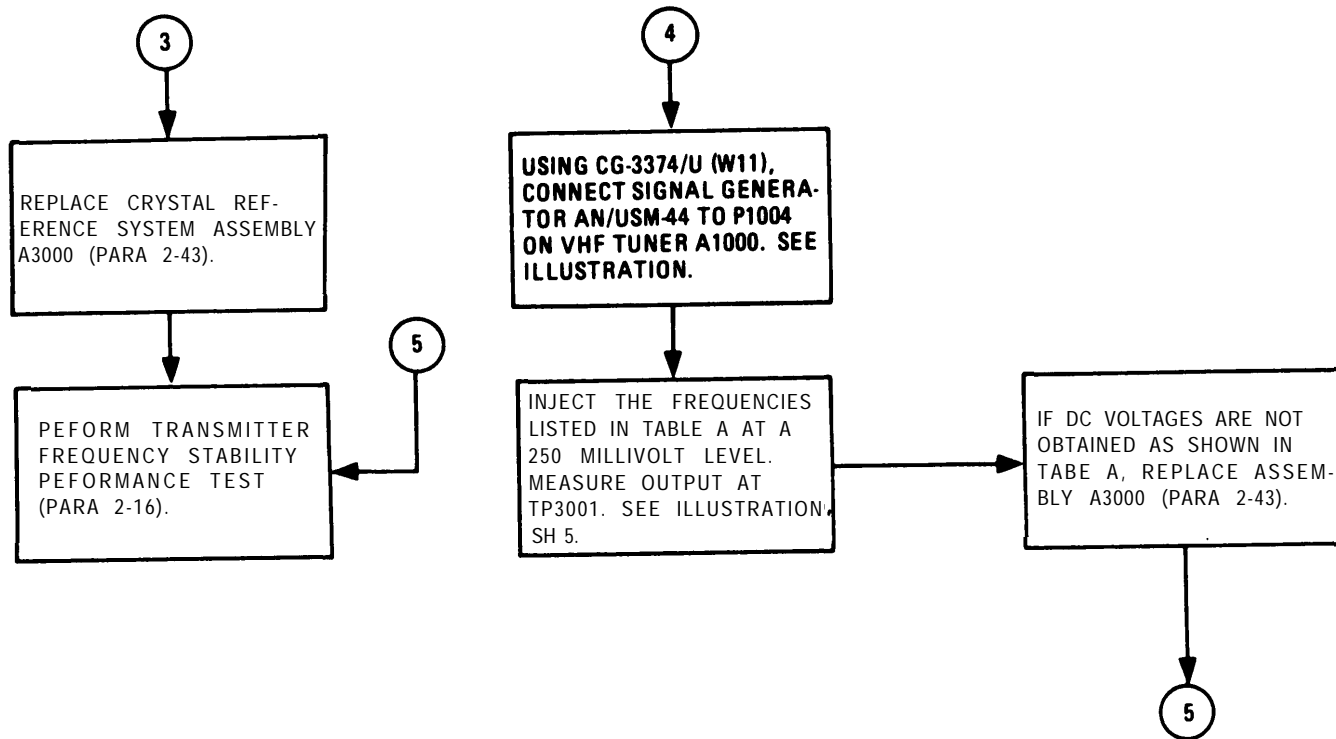 3
REPLACE CRYSTAL REF-
ERENCE SYSTEM ASSEMBLY
A3000 (PARA 2-43).
PEFORM TRANSMITTER
FREQUENCY STABILITY
PEFORMANCE TEST
(PARA 2-16).
5
4
USING CG-3374/U (W11),
CONNECT SIGNAL GENERA-
TOR AN/USM-44 TO P1004
ON VHF TUNER A1000. SEE
ILLUSTRATION.
INJECT THE FREQUENCIES
LISTED IN TABLE A AT A
250 MILLIVOLT LEVEL.
MEASURE OUTPUT AT
TP3001. SEE ILLUSTRATION,
SH 5.
IF DC VOLTAGES ARE NOT
OBTAINED AS SHOWN IN
TABE A, REPLACE ASSEM-
BLY A3000 (PARA 2-43).
5